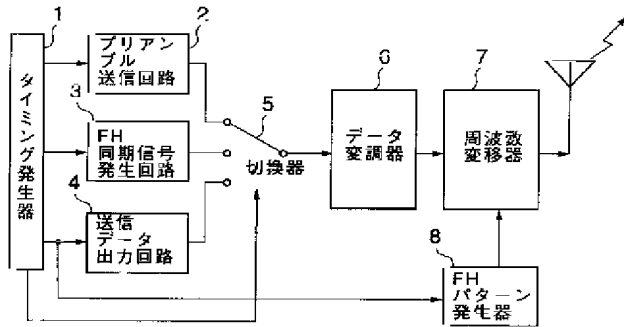 1
タイミング発生器
2
プリアン
ブル
送信回路
3
FH
同期信号
発生回路
4
送信
データ
出力回路
5
切換器
6
データ
変調器
7
周波数
変移器
8
FH
パターン
発生器